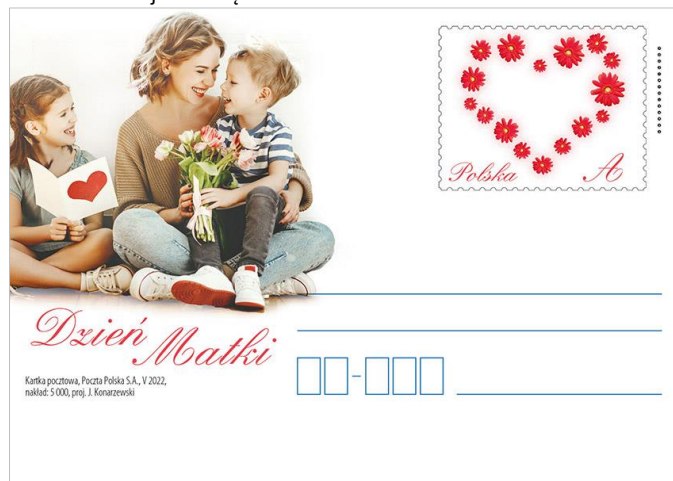 Polska A
Dzień
Matki
Kartka pocztowa, Poczta Polska S.A., V 2022,
nakład: 5 000, proj. J. Konarzewski